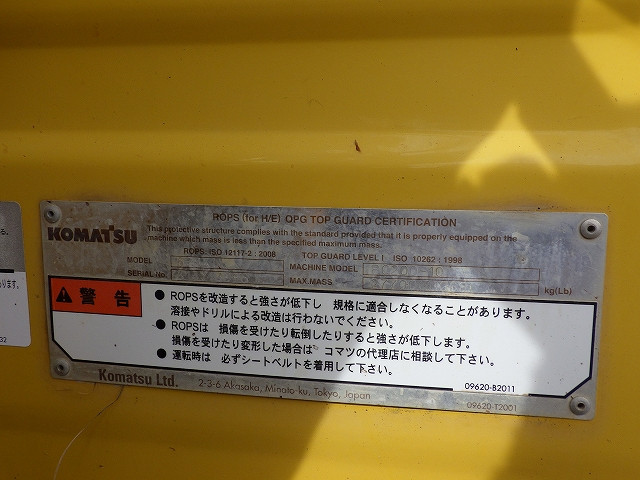 ROPS (for H/E) OPG TOP GUARD CERTIFICATION
KOMATSU
This protective structure complies with the standard provided that it is properly equipped on the
machine which mass is less than the specified maximum mass.
ROPS: ISO 12117-2 : 2008 TOP GUARD LEVEL I ISO 10262 : 1998
MODEL MACHINE MODEL
SERIAL No. MAX.MASS kg(Lb)
警告
● ROPSを改造すると強さが低下し 規格に適合しなくなることがあります。
溶接やドリルによる改造は行わないでください。
● ROPSは 損傷を受けたり転倒したりすると強さが低下します。
損傷を受けたり変形した場合は コマツの代理店に相談して下さい。
● 運転時は 必ずシートベルトを着用して下さい。
09620-B2011
Komatsu Ltd. 2-3-6 Akasaka, Minato ku, Tokyo, Japan
09620-T2001
る。
ります。
32